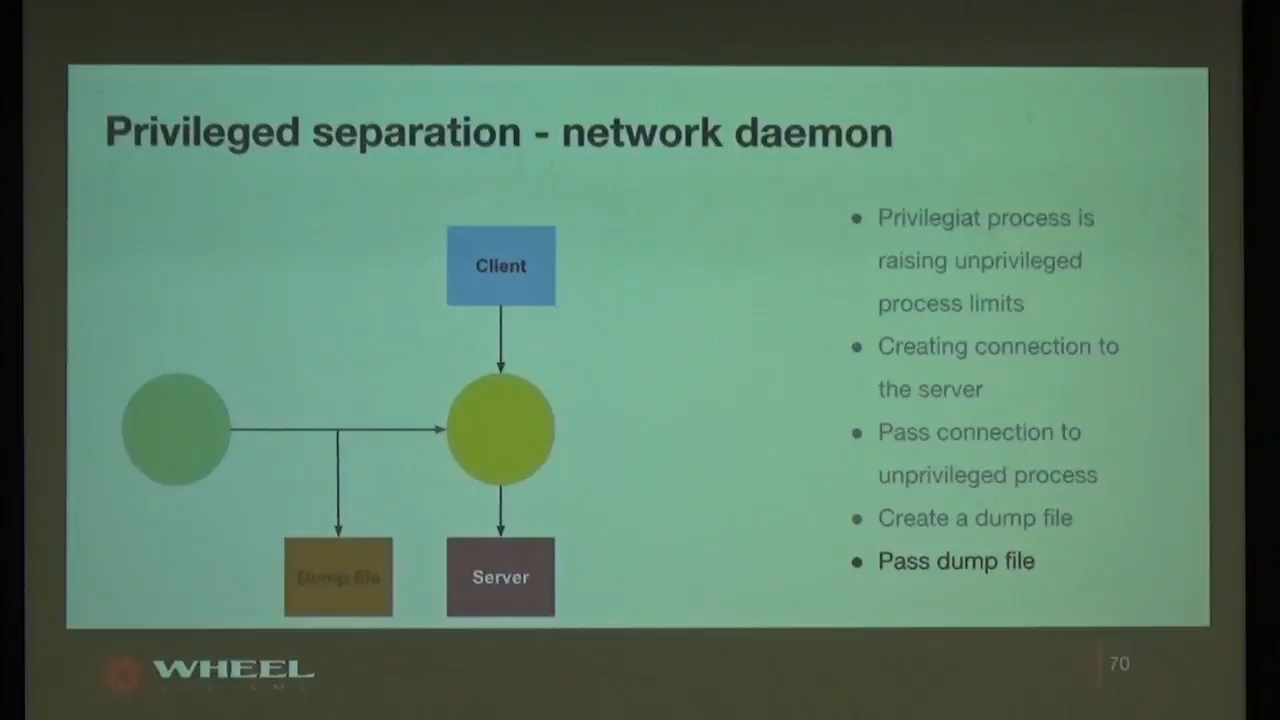 Privileged separation - network daemon
Client
Dump file
Server
● Privilegiat process is
raising unprivileged
process limits
● Creating connection to
the server
● Pass connection to
unprivileged process
● Create a dump file
● Pass dump file
WHEEL
70